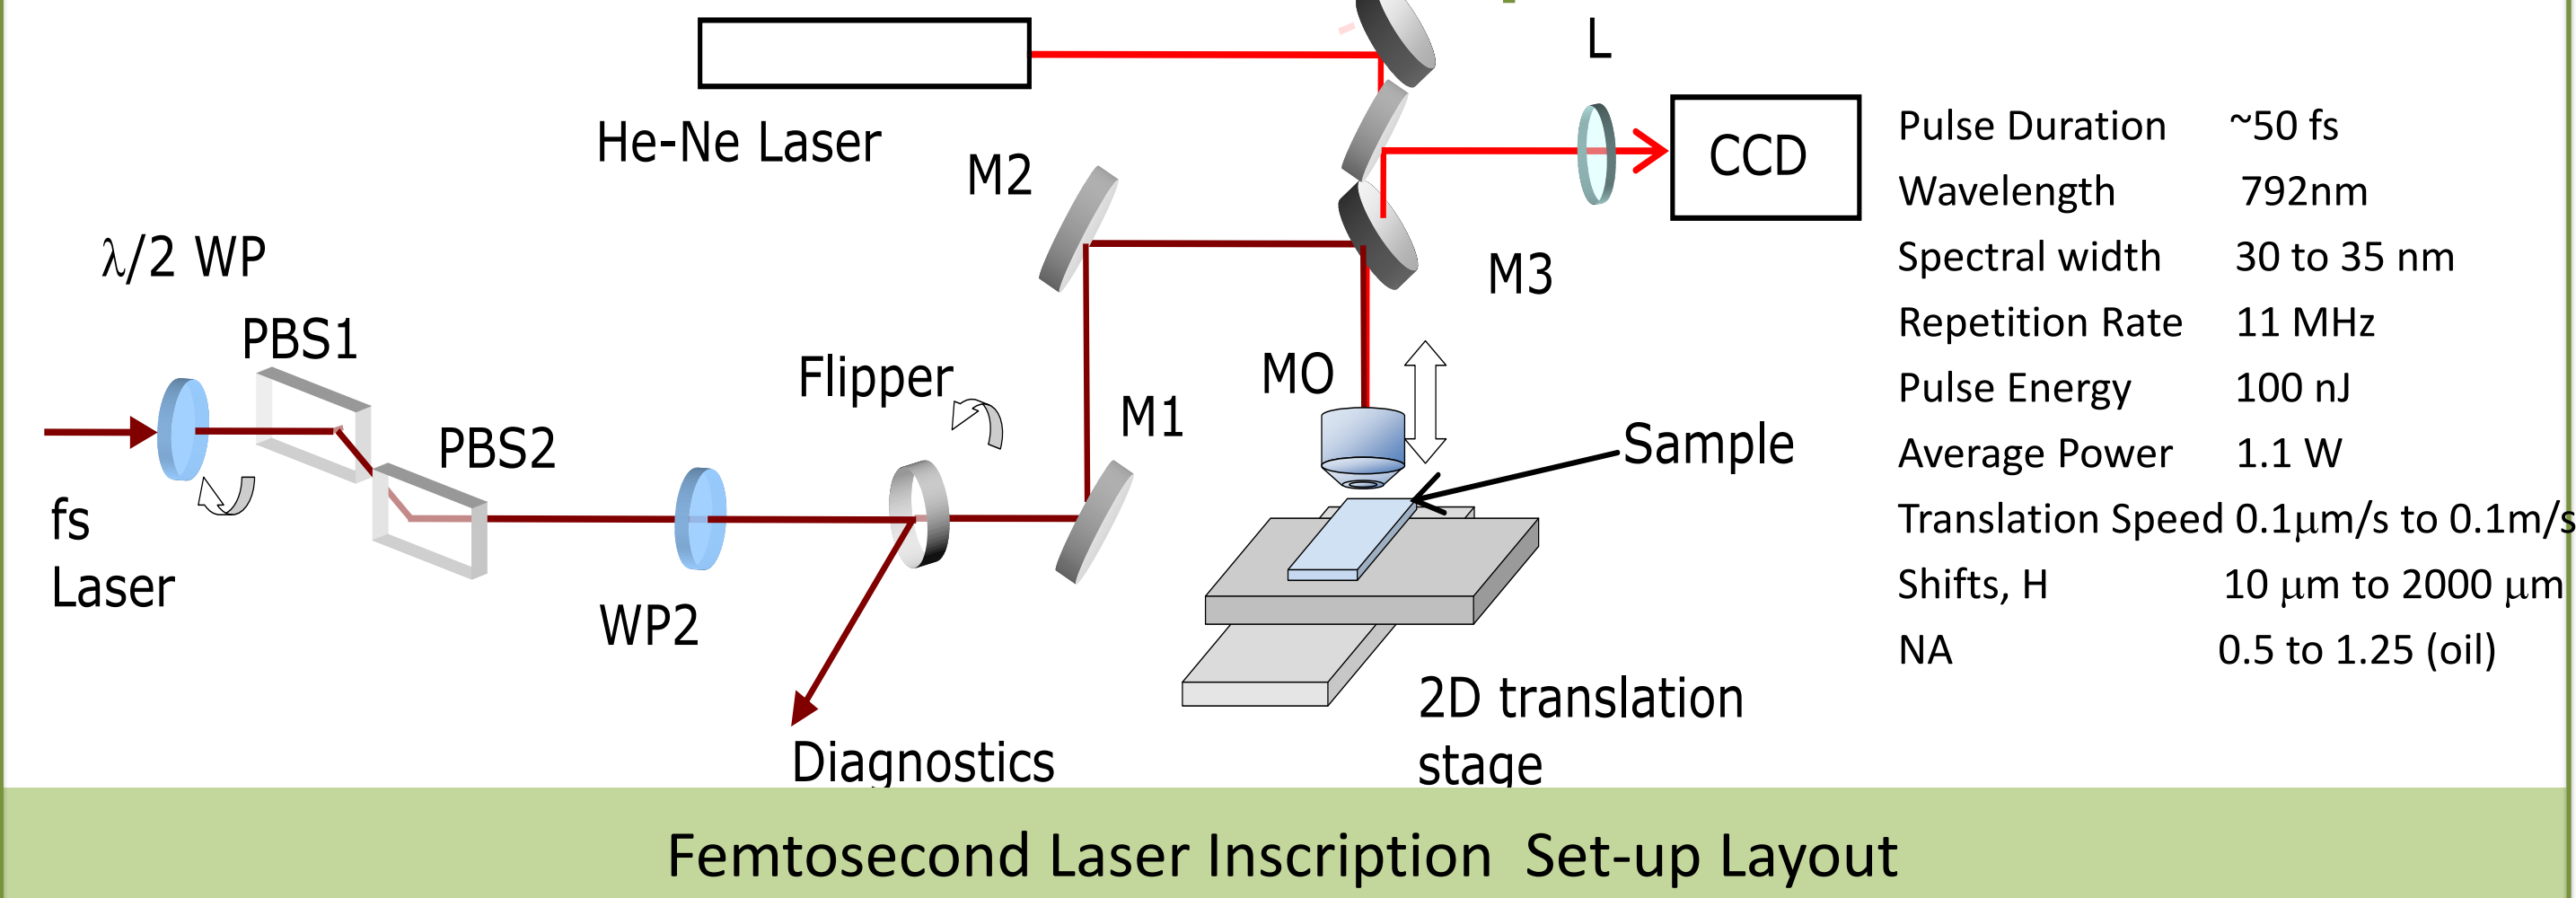 L
He-Ne Laser
CCD
M2
λ/2 WP
M3
PBS1
Flipper
MO
M1
PBS2
Sample
fs
Laser
WP2
2D translation
stage
Diagnostics
Pulse Duration ~50 fs
Wavelength 792nm
Spectral width 30 to 35 nm
Repetition Rate 11 MHz
Pulse Energy 100 nJ
Average Power 1.1 W
Translation Speed 0.1μm/s to 0.1m/s
Shifts, H 10 μm to 2000 μm
NA 0.5 to 1.25 (oil)
Femtosecond Laser Inscription Set-up Layout